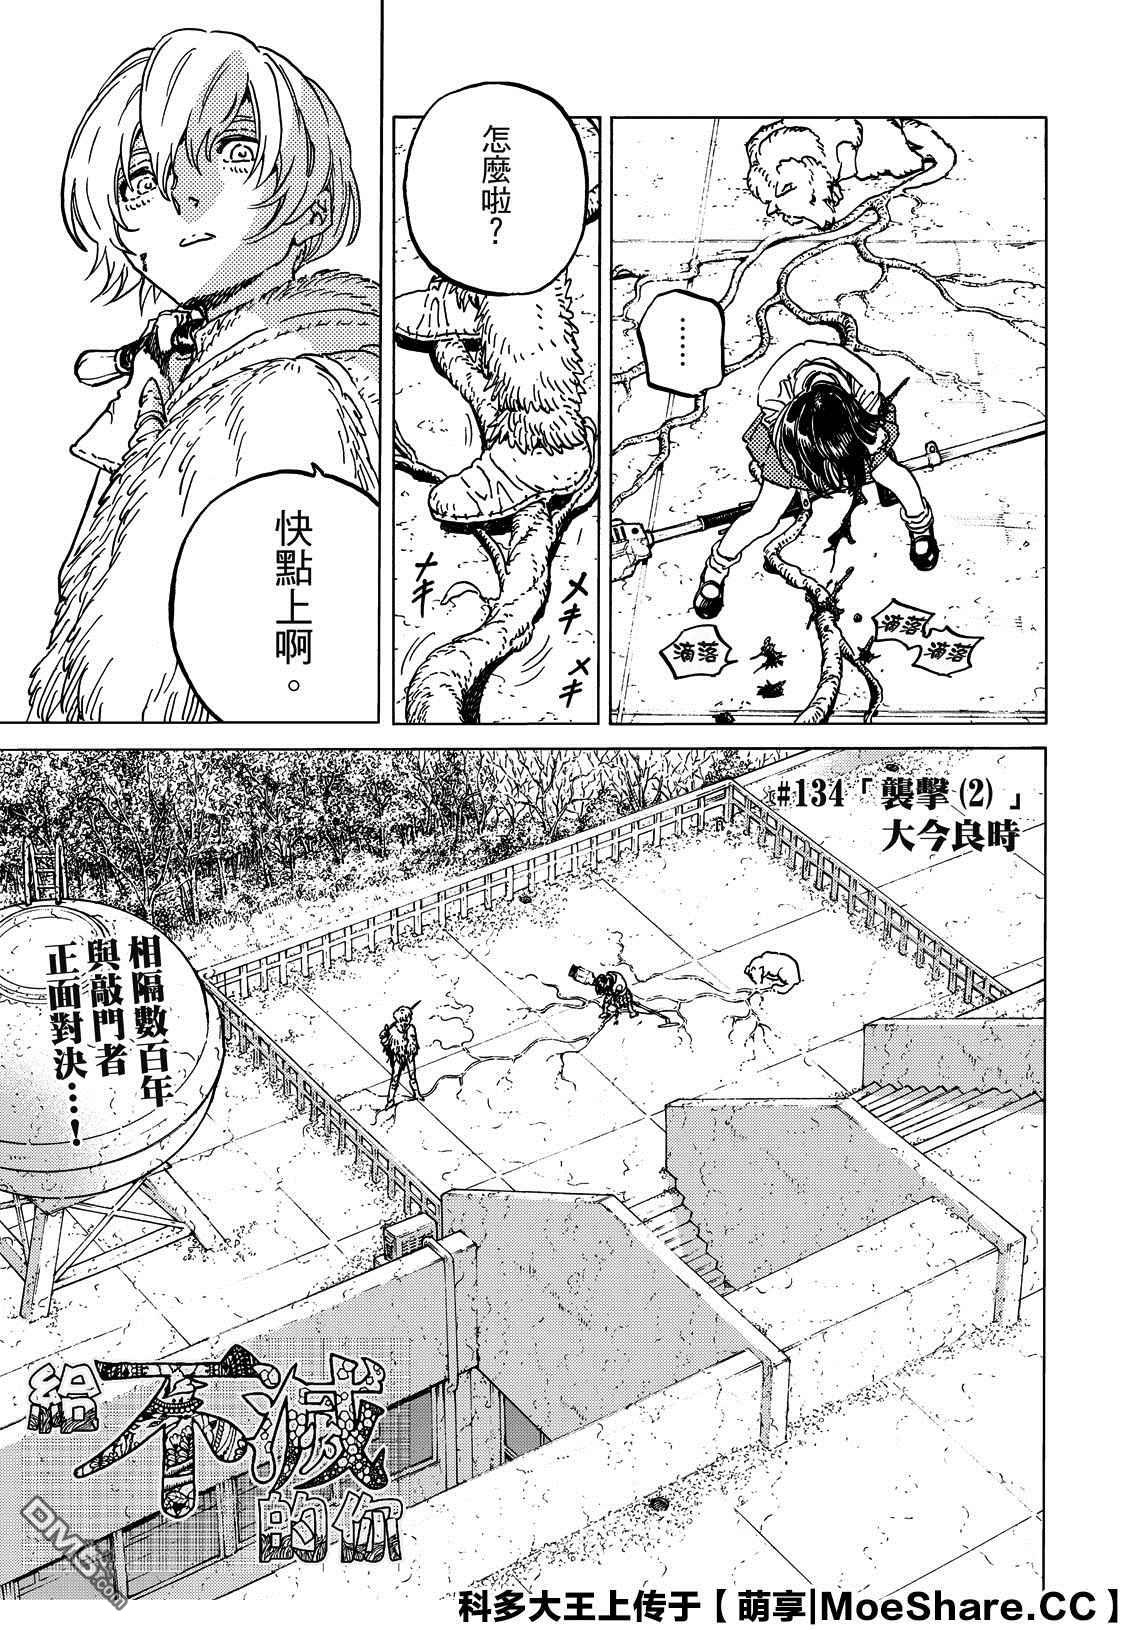 ……
滴落
滴落
滴落
怎麼啦?
メキ
メキ
メキ
快點上啊。
#134「襲擊(2)」
大今良時
相隔數百年
與敲門者
正面對決…!
給不滅的你
DM5.com
科多大王上传于【萌享|MoeShare.CC】